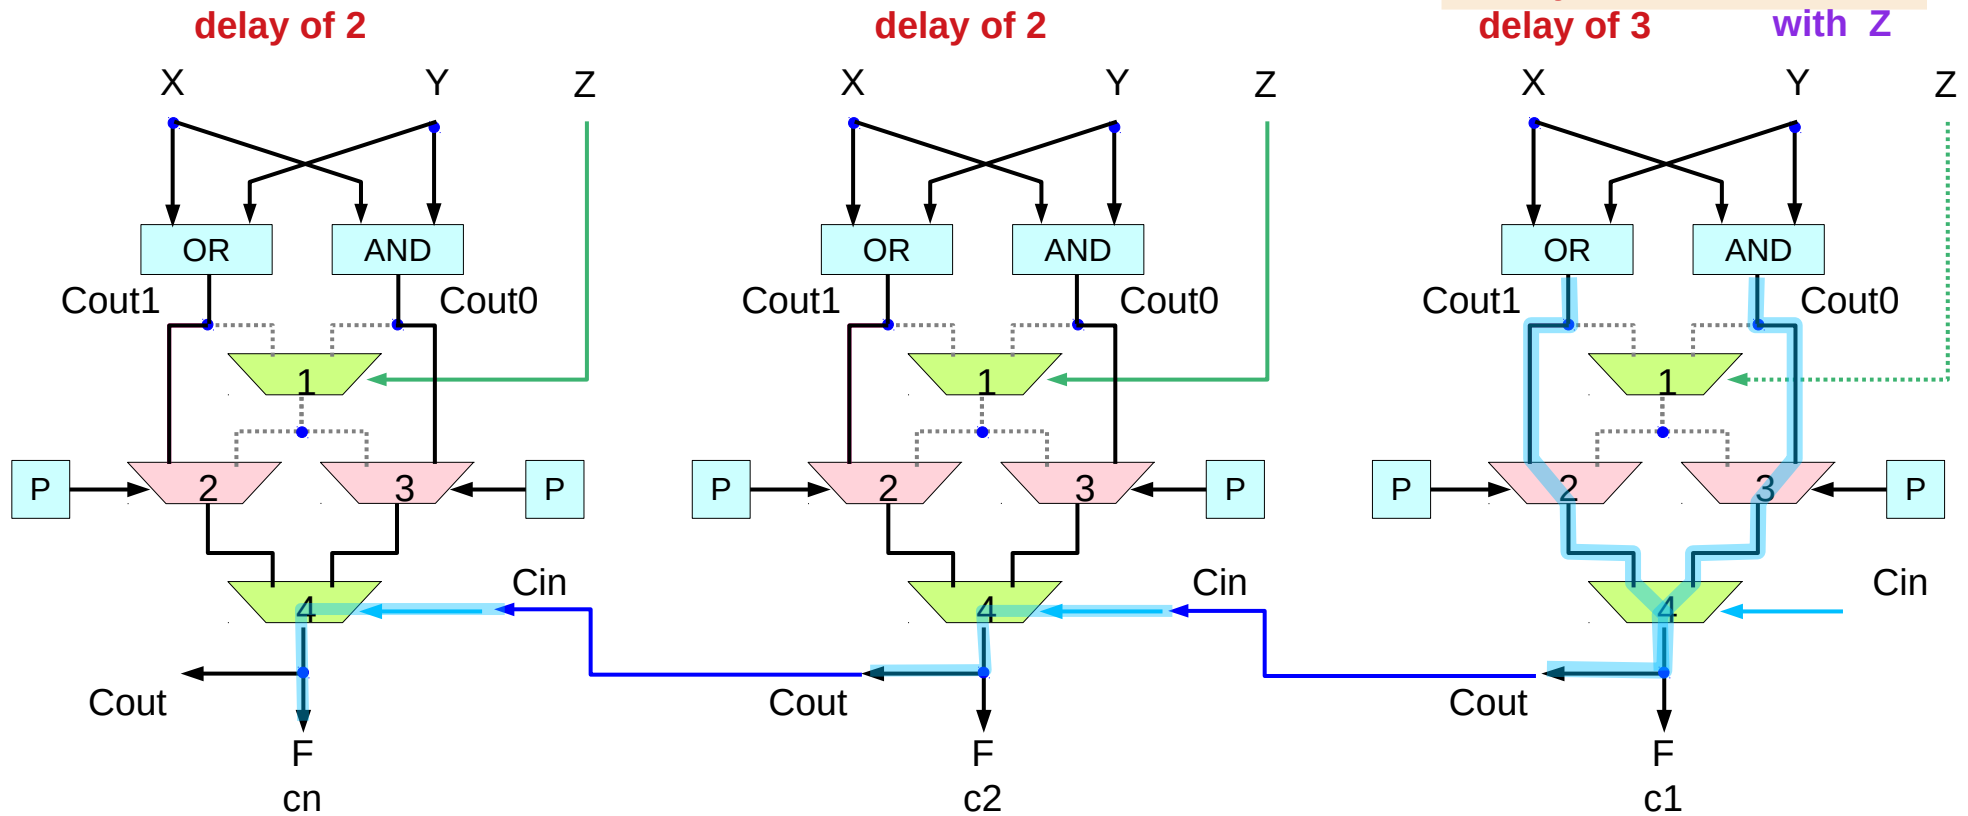 delay of 2
delay of 2
delay of 3
with Z
X Y Z
X Y Z
X Y Z
OR AND
OR AND
OR AND
Cout1 Cout0
Cout1 Cout0
Cout1 Cout0
1
1
1
P 2 3 P
P 2 3 P
P 2 3 P
Cin
Cin
Cin
4
4
4
Cout
Cout
Cout
F
F
F
cn
c2
c1